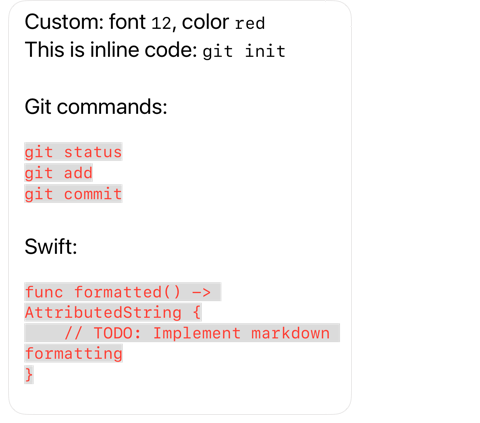 Custom: font 12, color red
This is inline code: git init
Git commands:
git status
git add
git commit
Swift:
func formatted() ->
AttributedString {
    // TODO: Implement markdown
formatting
}